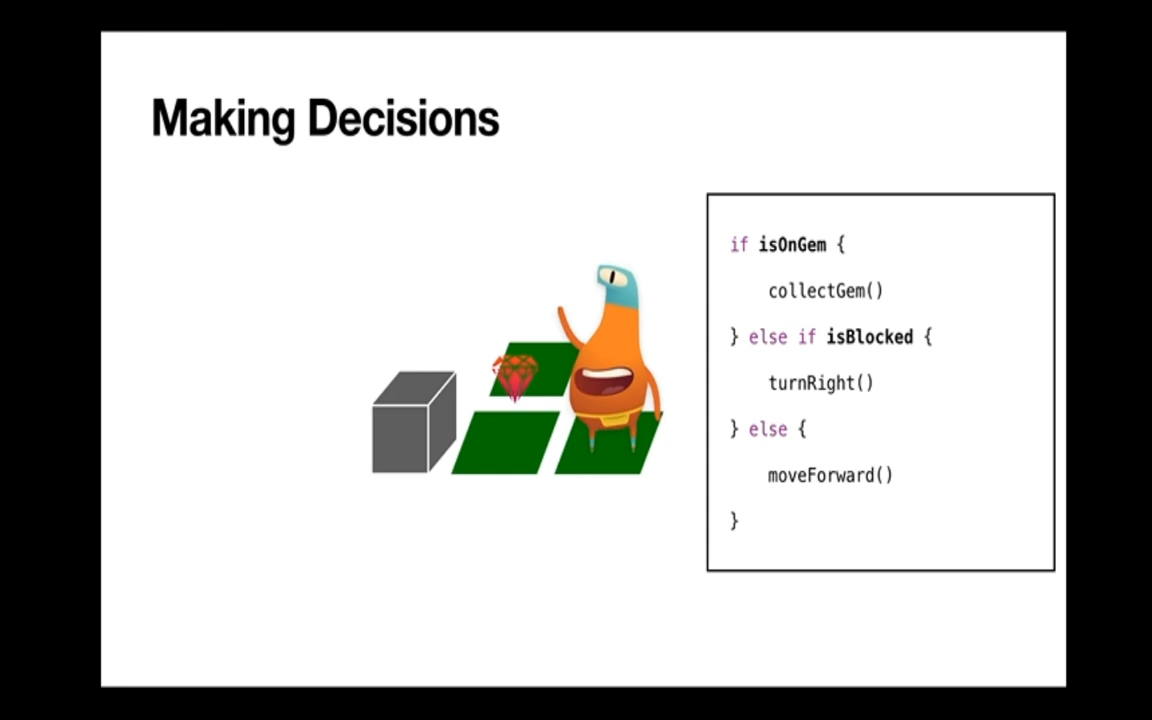 Making Decisions
if isOnGem {
collectGem()
} else if isBlocked {
turnRight()
} else {
moveForward()
}